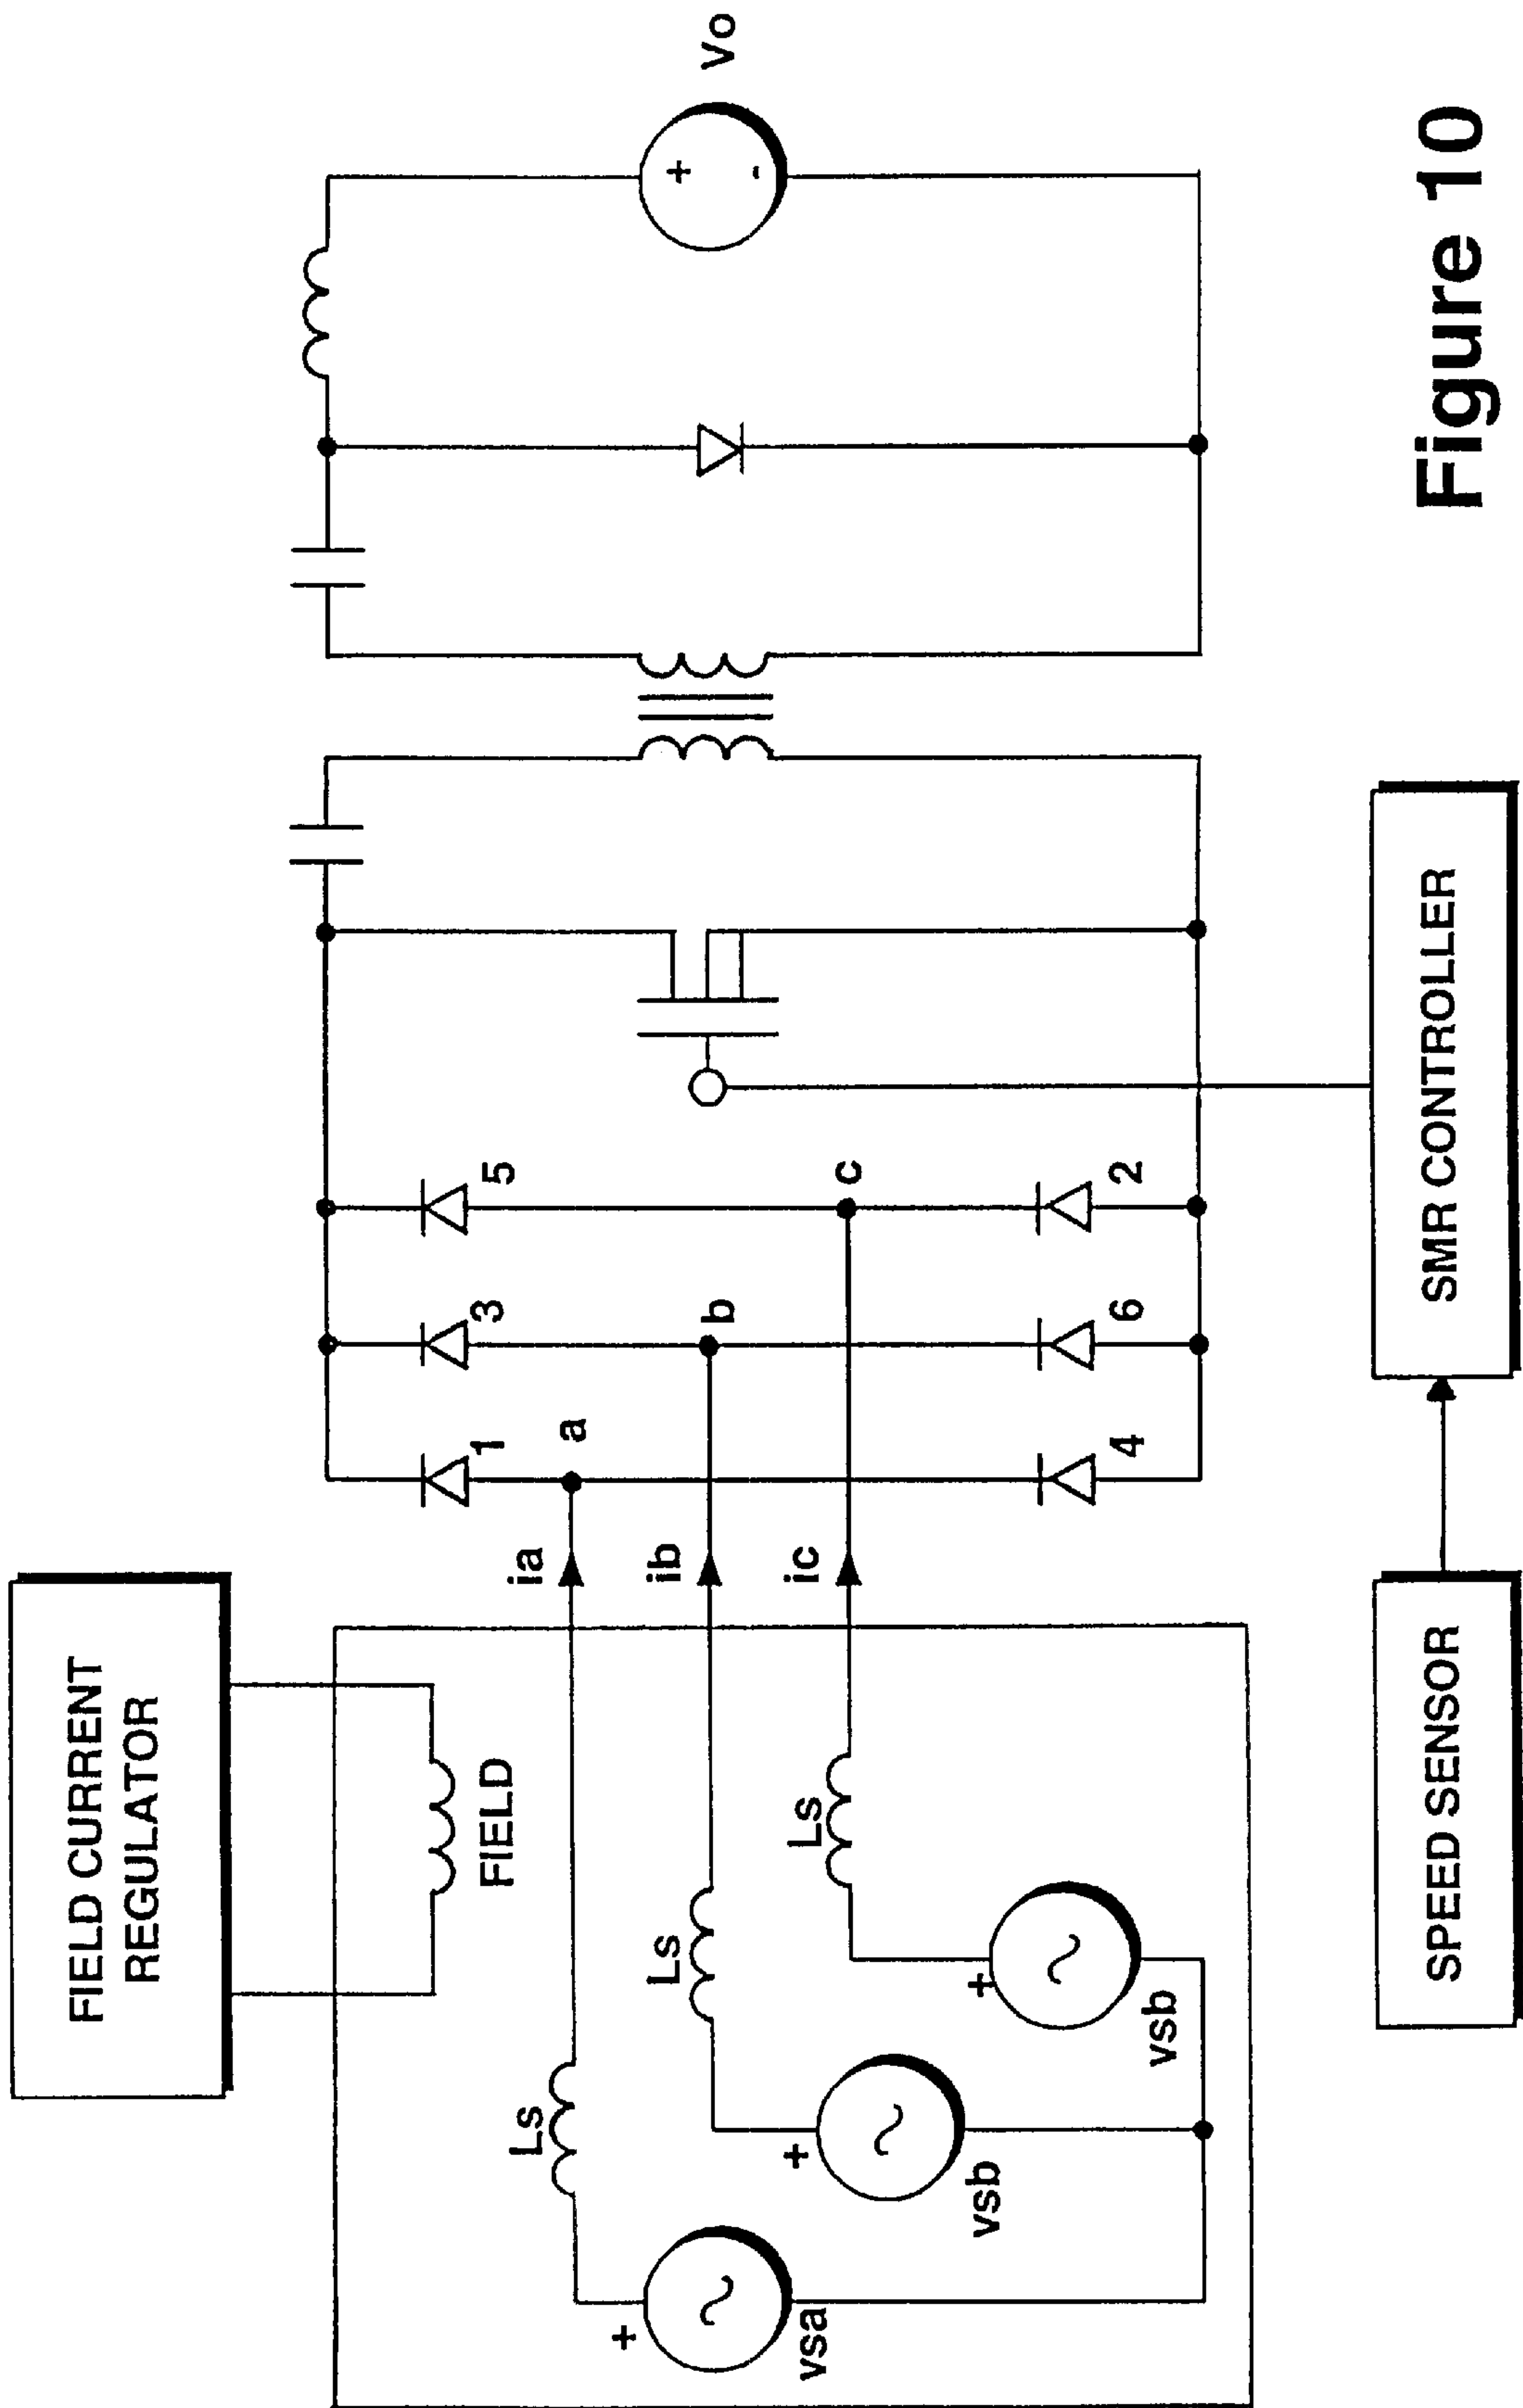 FIELD CURRENT
REGULATOR
FIELD
Ls
Ls
Ls
+
vsa
+
vsb
+
vsb
ia
ib
ic
1
3
5
a
b
c
4
6
2
+
-
Vo
SPEED SENSOR
SMR CONTROLLER
Figure 10